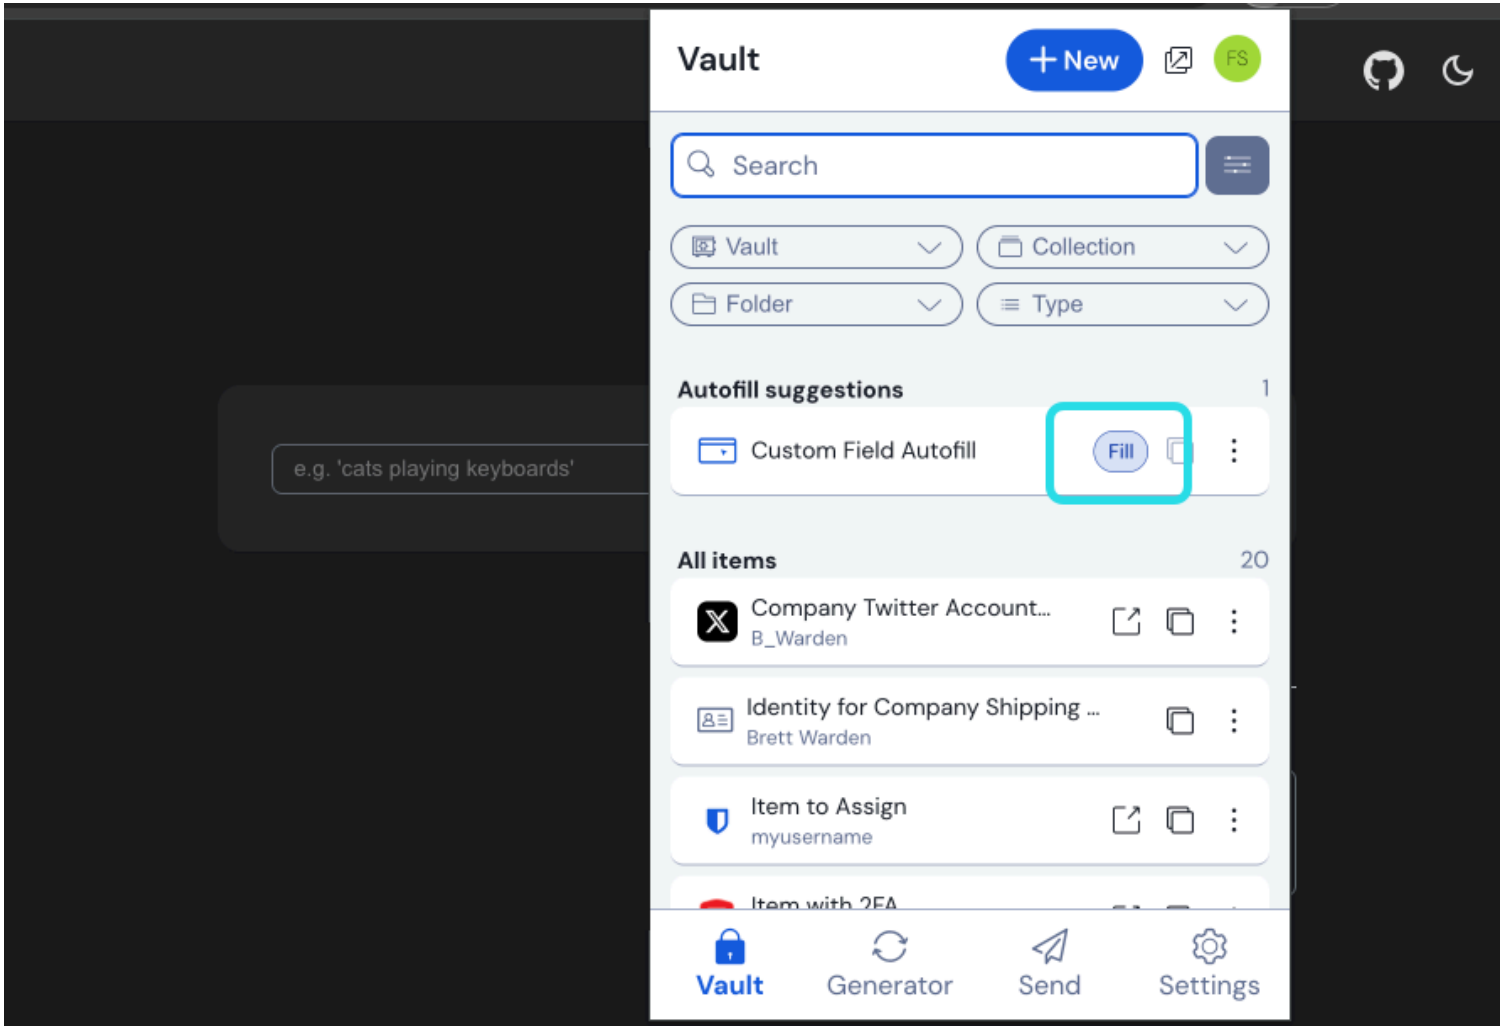 Vault
+ New
FS
Search
Vault
Collection
Folder
Type
Autofill suggestions
1
Custom Field Autofill
Fill
e.g. 'cats playing keyboards'
All items
20
Company Twitter Account...
B_Warden
Identity for Company Shipping ...
Brett Warden
Item to Assign
myusername
Item with 2FA
Vault
Generator
Send
Settings